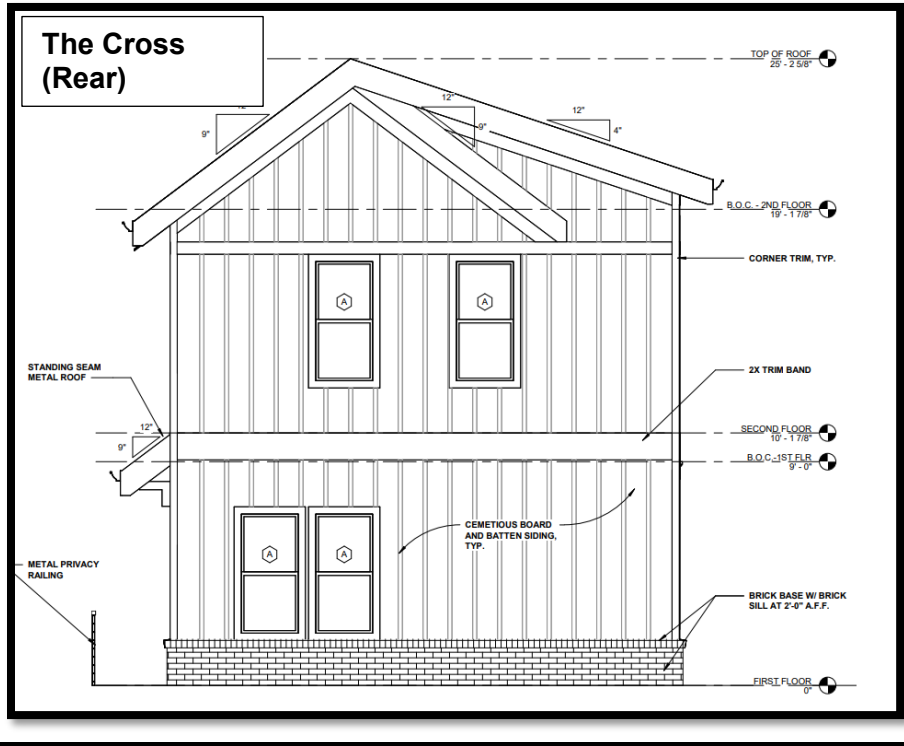 The Cross
(Rear)
TOP OF ROOF
25' - 2 5/8"
12"
12"
9"
9"
4"
B.O.C. - 2ND FLOOR
19' - 1 7/8"
CORNER TRIM, TYP.
A
A
STANDING SEAM
METAL ROOF
2X TRIM BAND
12"
9"
SECOND FLOOR
10' - 1 7/8"
B.O.C.-1ST FLR
9' - 0"
CEMETIOUS BOARD
AND BATTEN SIDING,
TYP.
A
A
METAL PRIVACY
RAILING
BRICK BASE W/ BRICK
SILL AT 2'-0" A.F.F.
FIRST FLOOR
0"